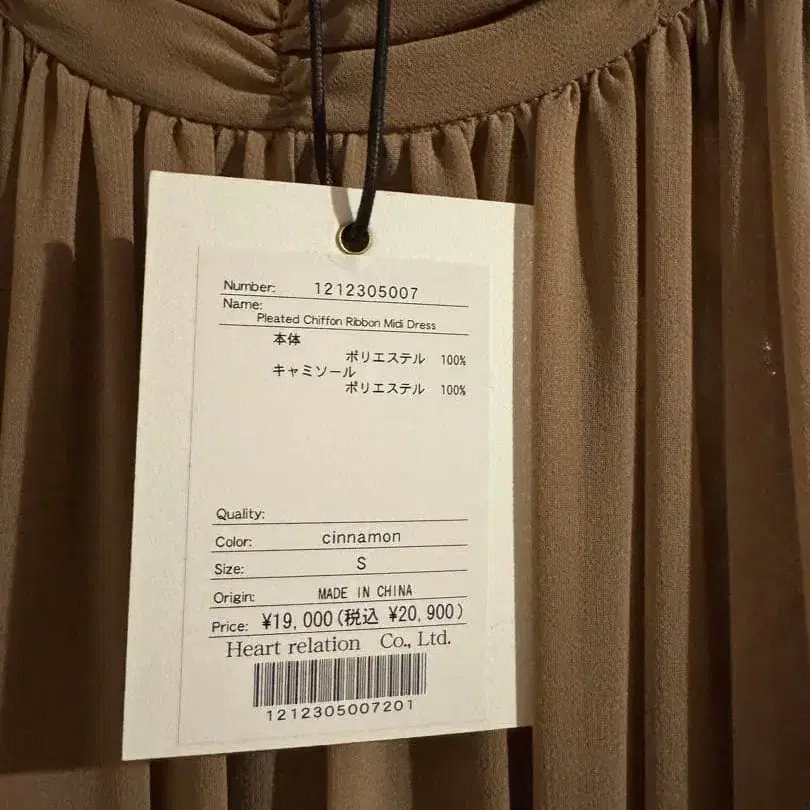 Number: 1212305007
Name:
Pleated Chiffon Ribbon Midi Dress
本体
ポリエステル 100%
キャミソール
ポリエステル 100%
Quality:
Color: cinnamon
Size: S
Origin: MADE IN CHINA
Price: ¥19,000(税込 ¥20,900)
Heart relation Co., Ltd.
1212305007201